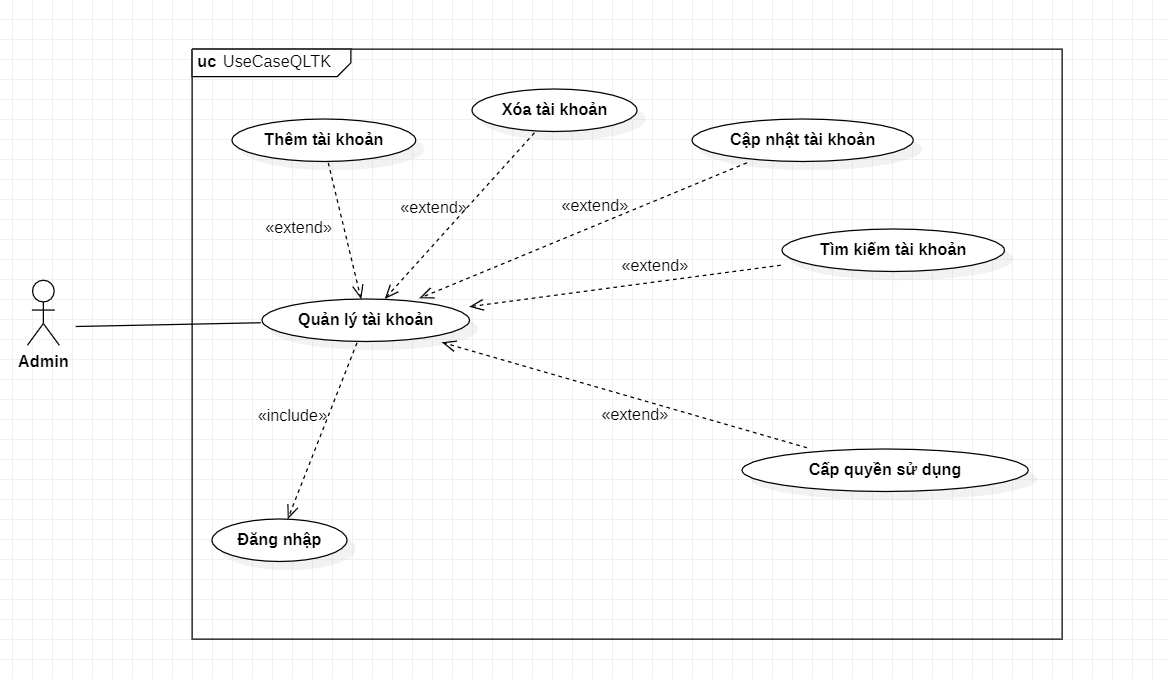 uc UseCaseQLTK
Xóa tài khoản
Thêm tài khoản
Cập nhật tài khoản
«extend»
«extend»
«extend»
Tìm kiếm tài khoản
«extend»
Quản lý tài khoản
Admin
«include»
«extend»
Cấp quyền sử dụng
Đăng nhập